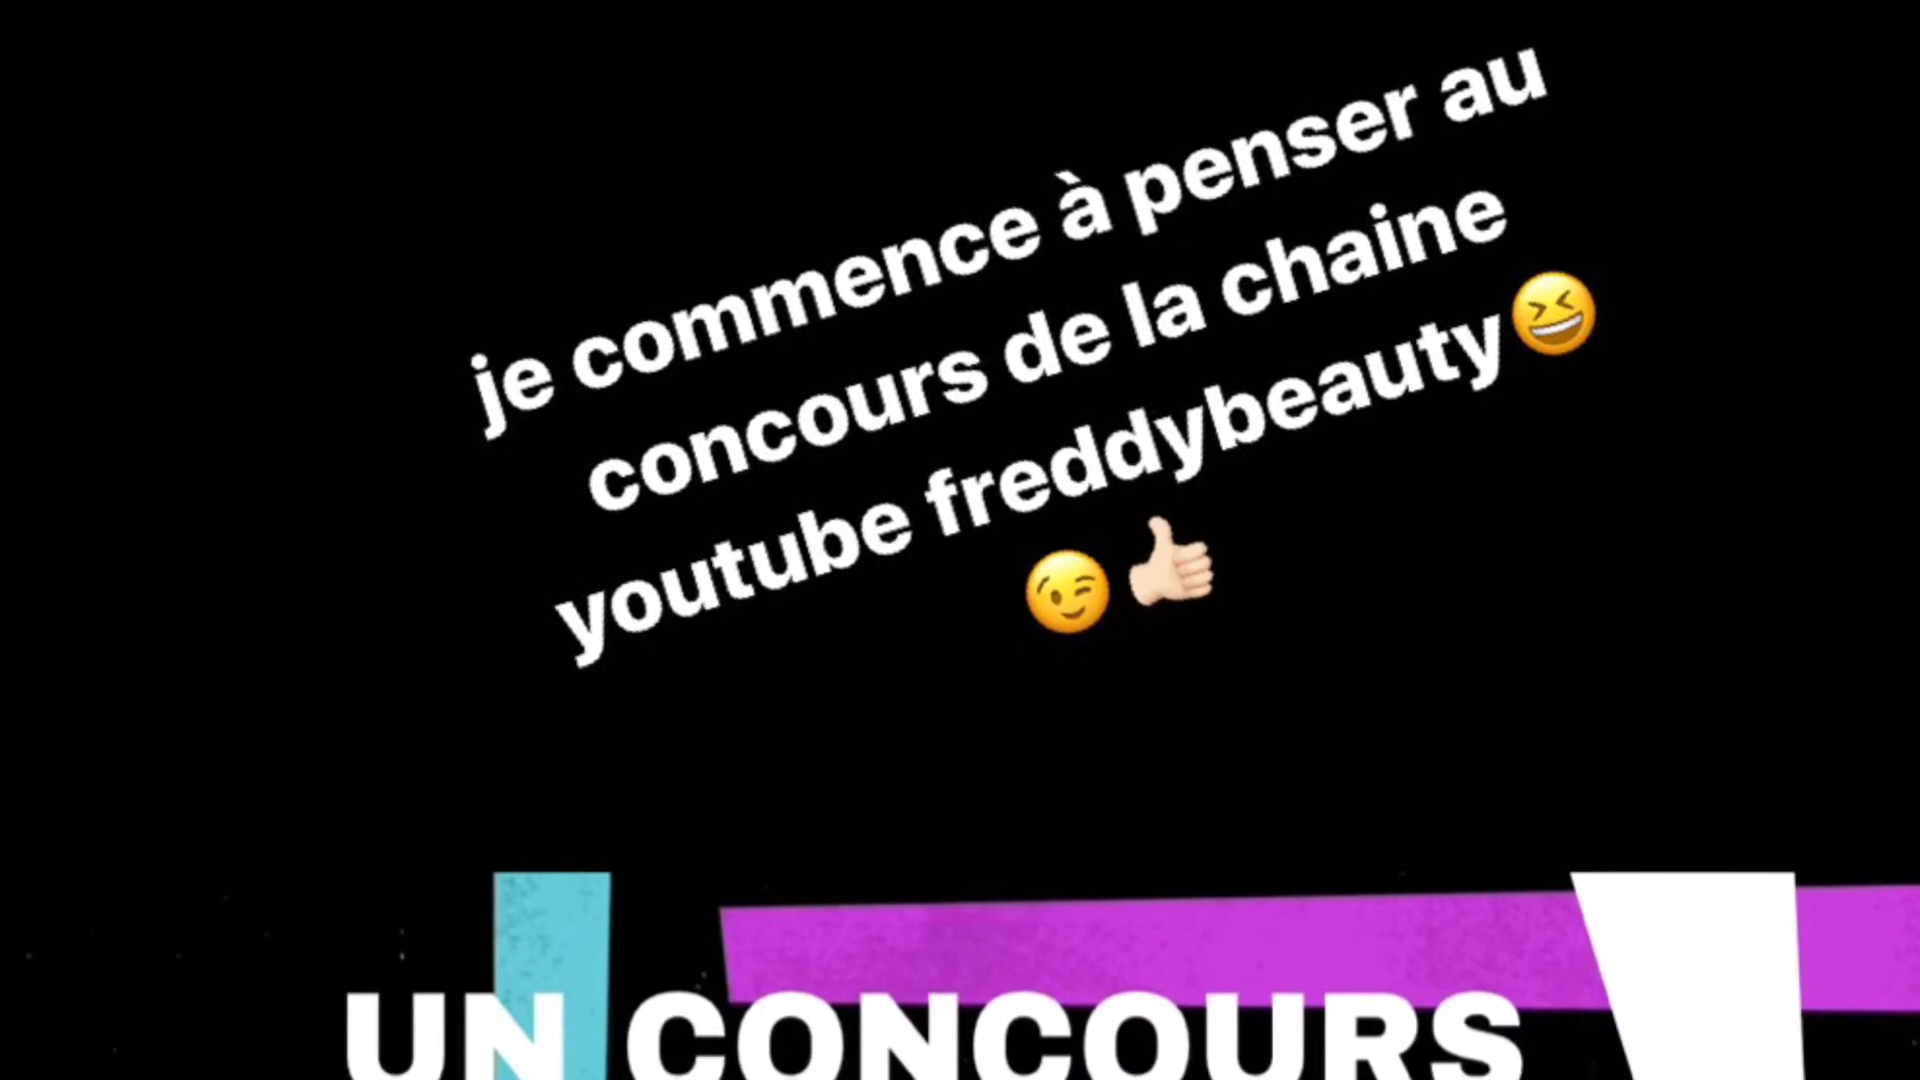 je commence à penser au
concours de la chaine
youtube freddybeauty😆
😉👍🏻
UN CONCOURS